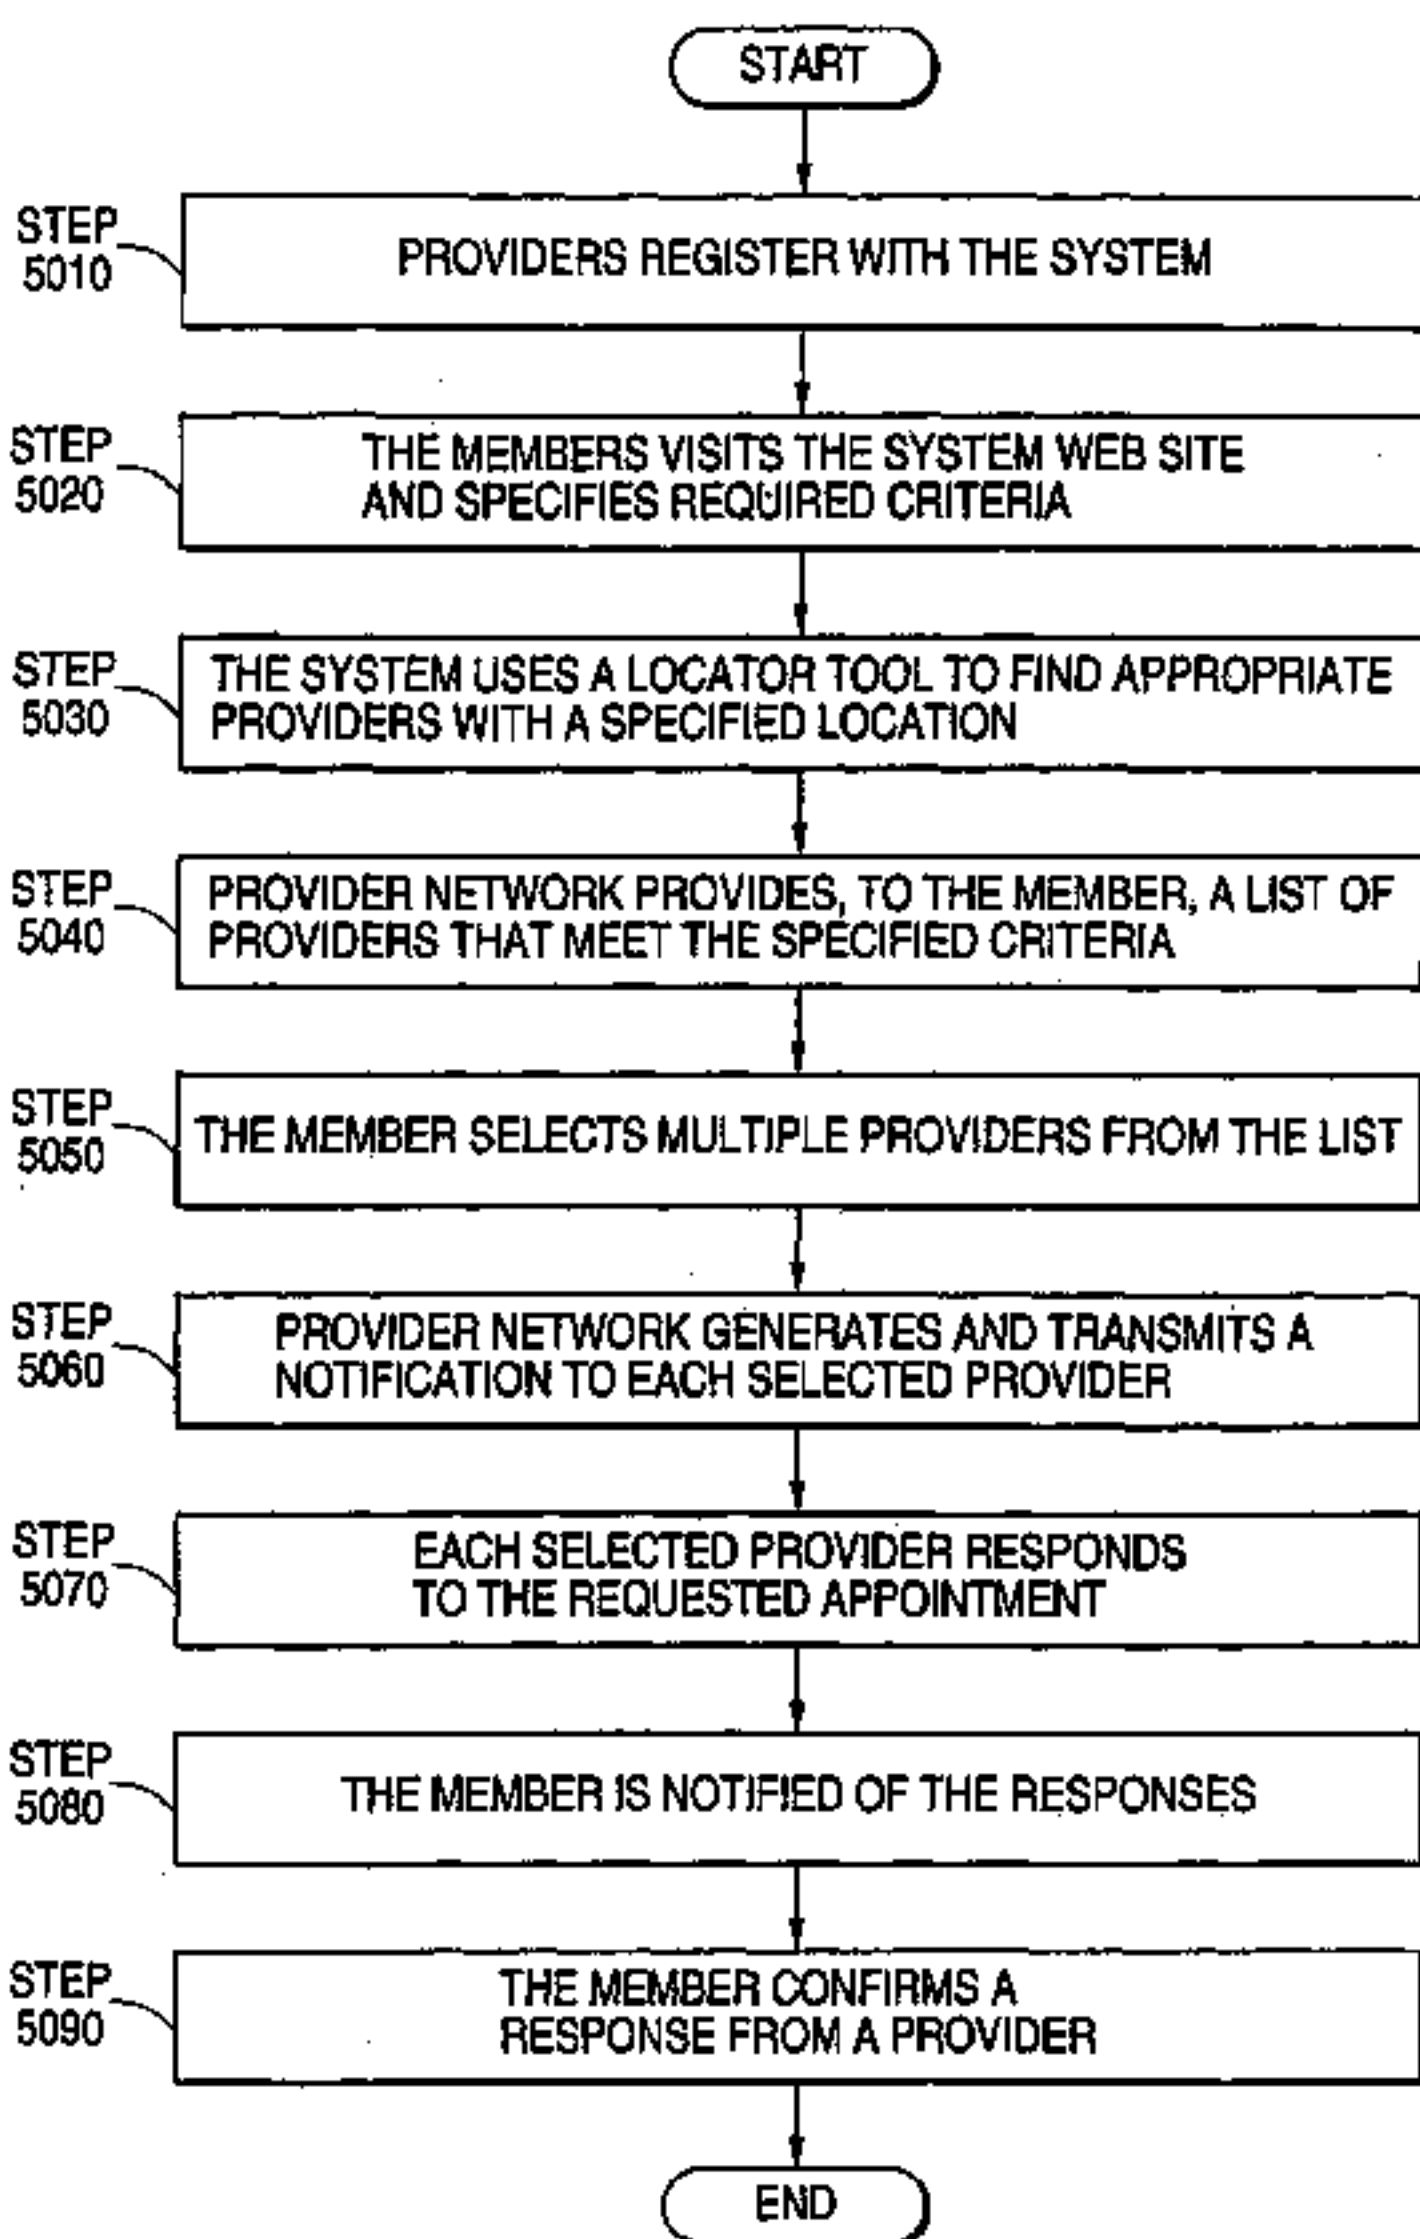 START
STEP
5010
PROVIDERS REGISTER WITH THE SYSTEM
STEP
5020
THE MEMBERS VISITS THE SYSTEM WEB SITE
AND SPECIFIES REQUIRED CRITERIA
STEP
5030
THE SYSTEM USES A LOCATOR TOOL TO FIND APPROPRIATE
PROVIDERS WITH A SPECIFIED LOCATION
STEP
5040
PROVIDER NETWORK PROVIDES, TO THE MEMBER, A LIST OF
PROVIDERS THAT MEET THE SPECIFIED CRITERIA
STEP
5050
THE MEMBER SELECTS MULTIPLE PROVIDERS FROM THE LIST
STEP
5060
PROVIDER NETWORK GENERATES AND TRANSMITS A
NOTIFICATION TO EACH SELECTED PROVIDER
STEP
5070
EACH SELECTED PROVIDER RESPONDS
TO THE REQUESTED APPOINTMENT
STEP
5080
THE MEMBER IS NOTIFIED OF THE RESPONSES
STEP
5090
THE MEMBER CONFIRMS A
RESPONSE FROM A PROVIDER
END